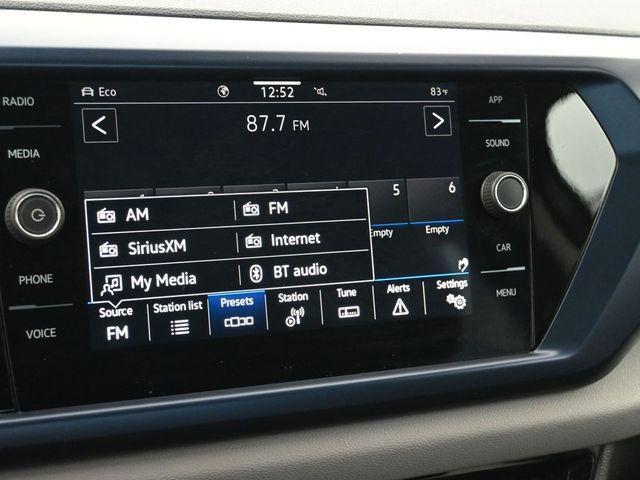 RADIO
MEDIA
PHONE
VOICE
Eco 12:52 83°F
< 87.7 FM >
5 6
Empty Empty
AM FM
SiriusXM Internet
My Media BT audio
Source Station list Presets Station Tune Alerts Settings
FM
APP
SOUND
CAR
MENU